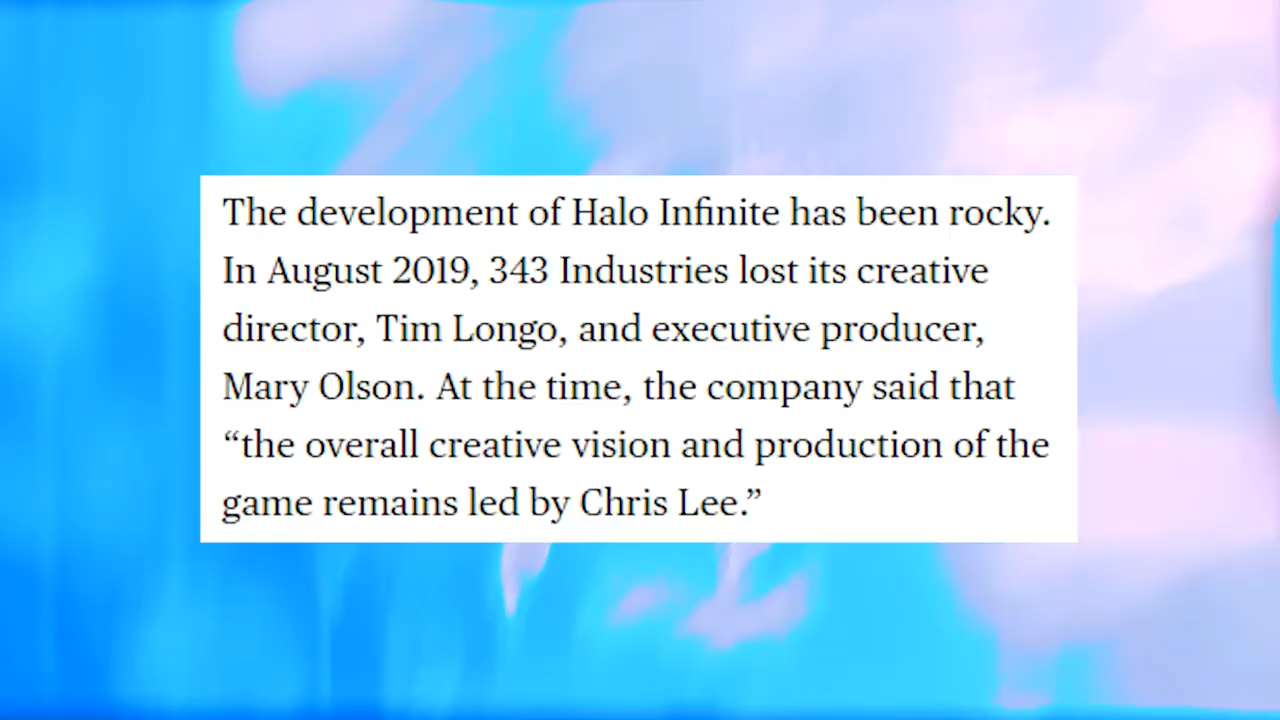 The development of Halo Infinite has been rocky.
In August 2019, 343 Industries lost its creative
director, Tim Longo, and executive producer,
Mary Olson. At the time, the company said that
“the overall creative vision and production of the
game remains led by Chris Lee.”